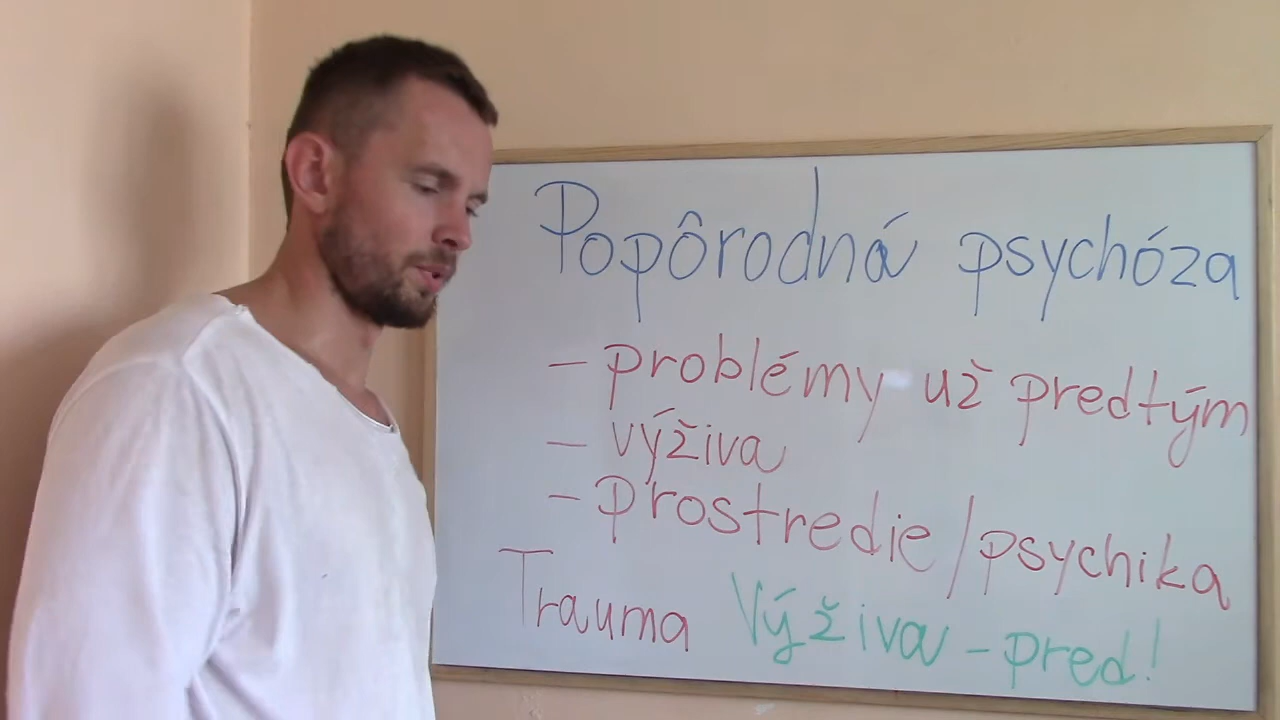 Popôrodná psychóza
- problémy už predtým
- výživa
- prostredie/psychika
Trauma Výživa - pred!